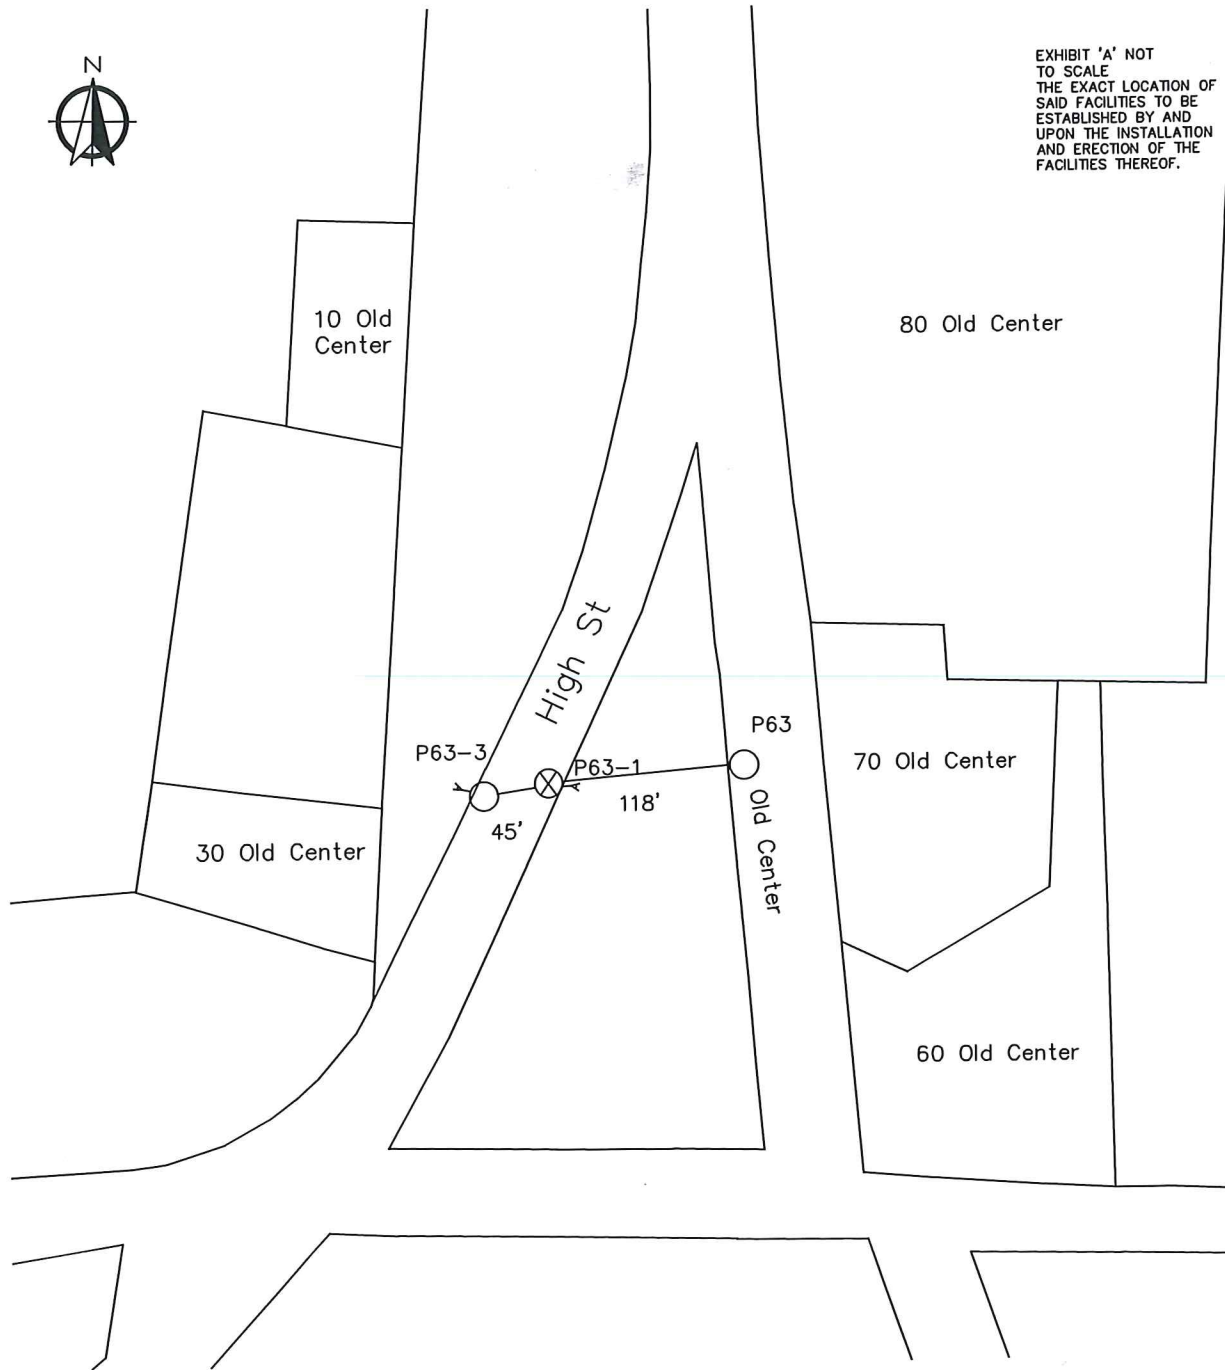 N
EXHIBIT 'A' NOT
TO SCALE
THE EXACT LOCATION OF
SAID FACILITIES TO BE
ESTABLISHED BY AND
UPON THE INSTALLATION
AND ERECTION OF THE
FACILITIES THEREOF.
10 Old
Center
80 Old Center
High St
P63
P63-3
P63-1
70 Old Center
118'
45'
Old Center
30 Old Center
60 Old Center